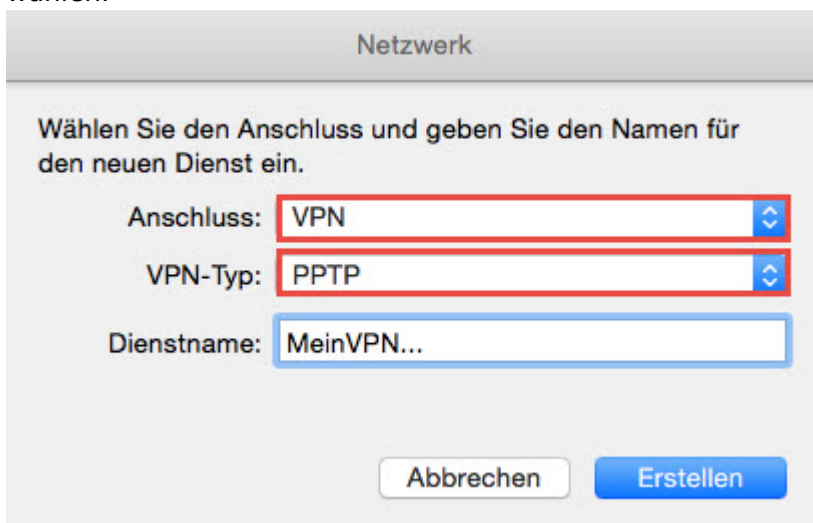 wählen.
Netzwerk
Wählen Sie den Anschluss und geben Sie den Namen für
den neuen Dienst ein.
Anschluss: VPN
VPN-Typ: PPTP
Dienstname: MeinVPN...
Abbrechen Erstellen